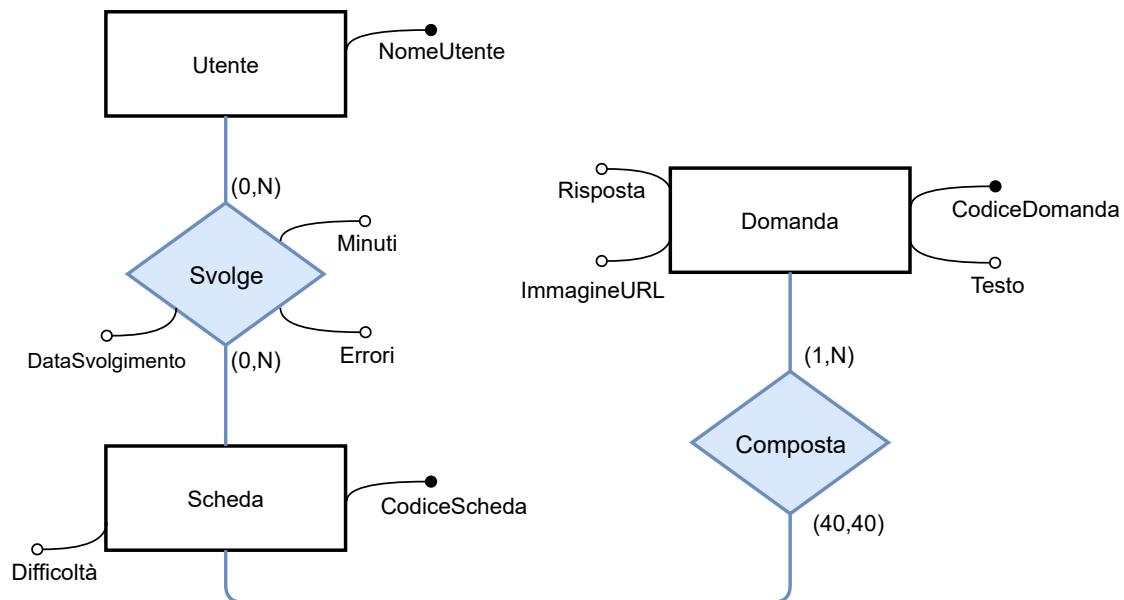 Utente
NomeUtente
(0,N)
Minuti
Svolge
DataSvolgimento
Errori
(0,N)
Scheda
CodiceScheda
Difficoltà
Risposta
Domanda
CodiceDomanda
ImmagineURL
Testo
(1,N)
Composta
(40,40)